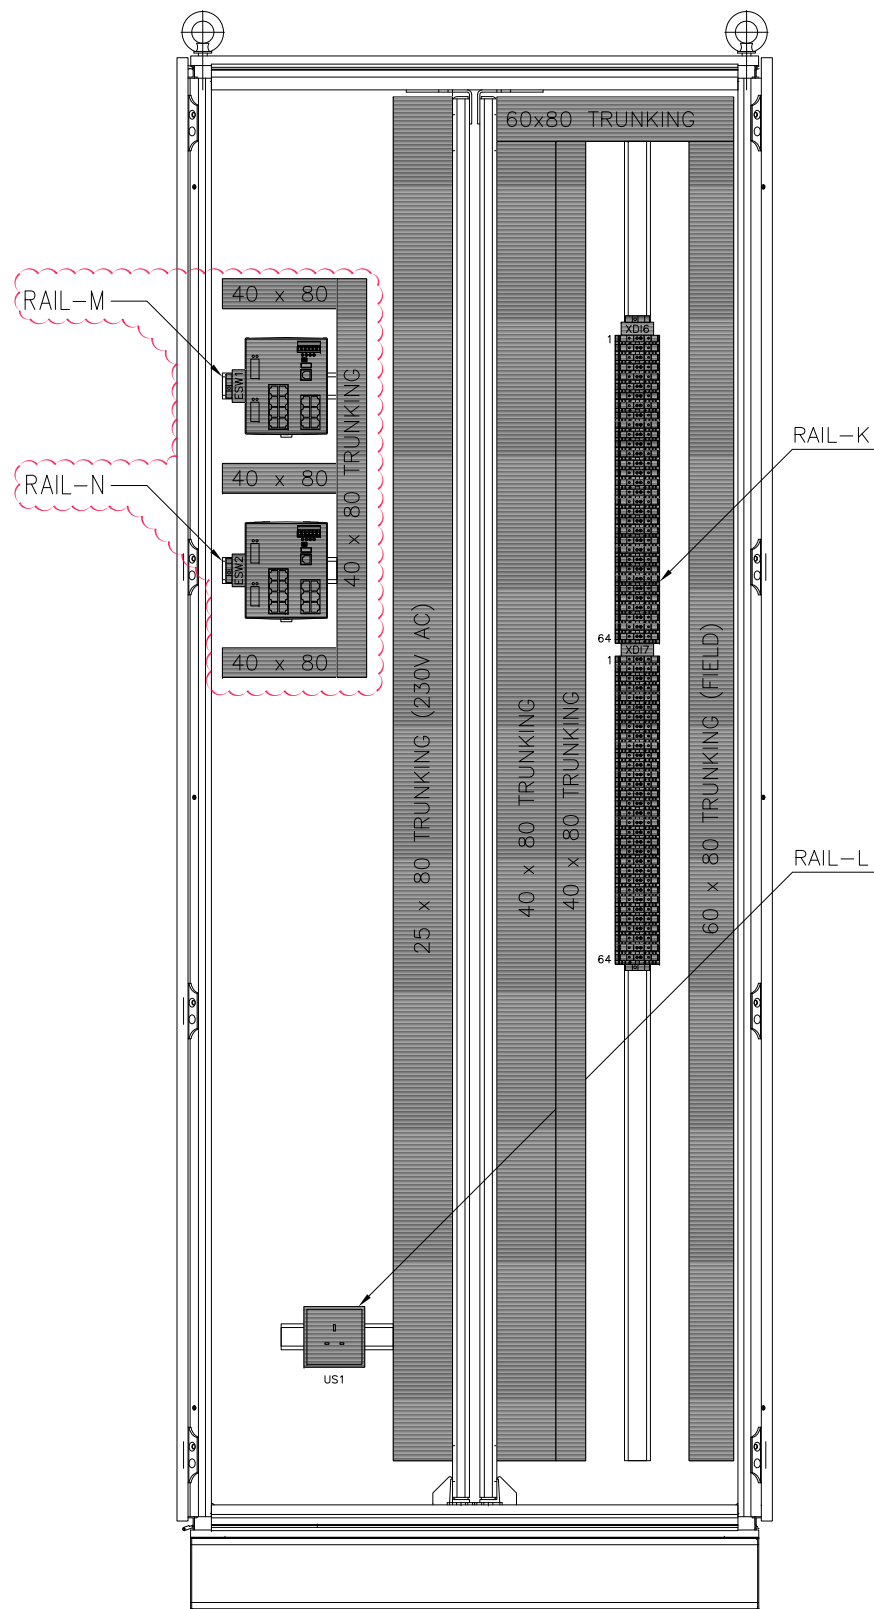 60x80 TRUNKING
40 x 80
RAIL-M
XDI6
1
ESW1
40 x 80 TRUNKING
RAIL-K
40 x 80
RAIL-N
ESW2
64
XDI7
1
40 x 80
25 x 80 TRUNKING (230V AC)
40 x 80 TRUNKING
40 x 80 TRUNKING
60 x 80 TRUNKING (FIELD)
RAIL-L
64
US1